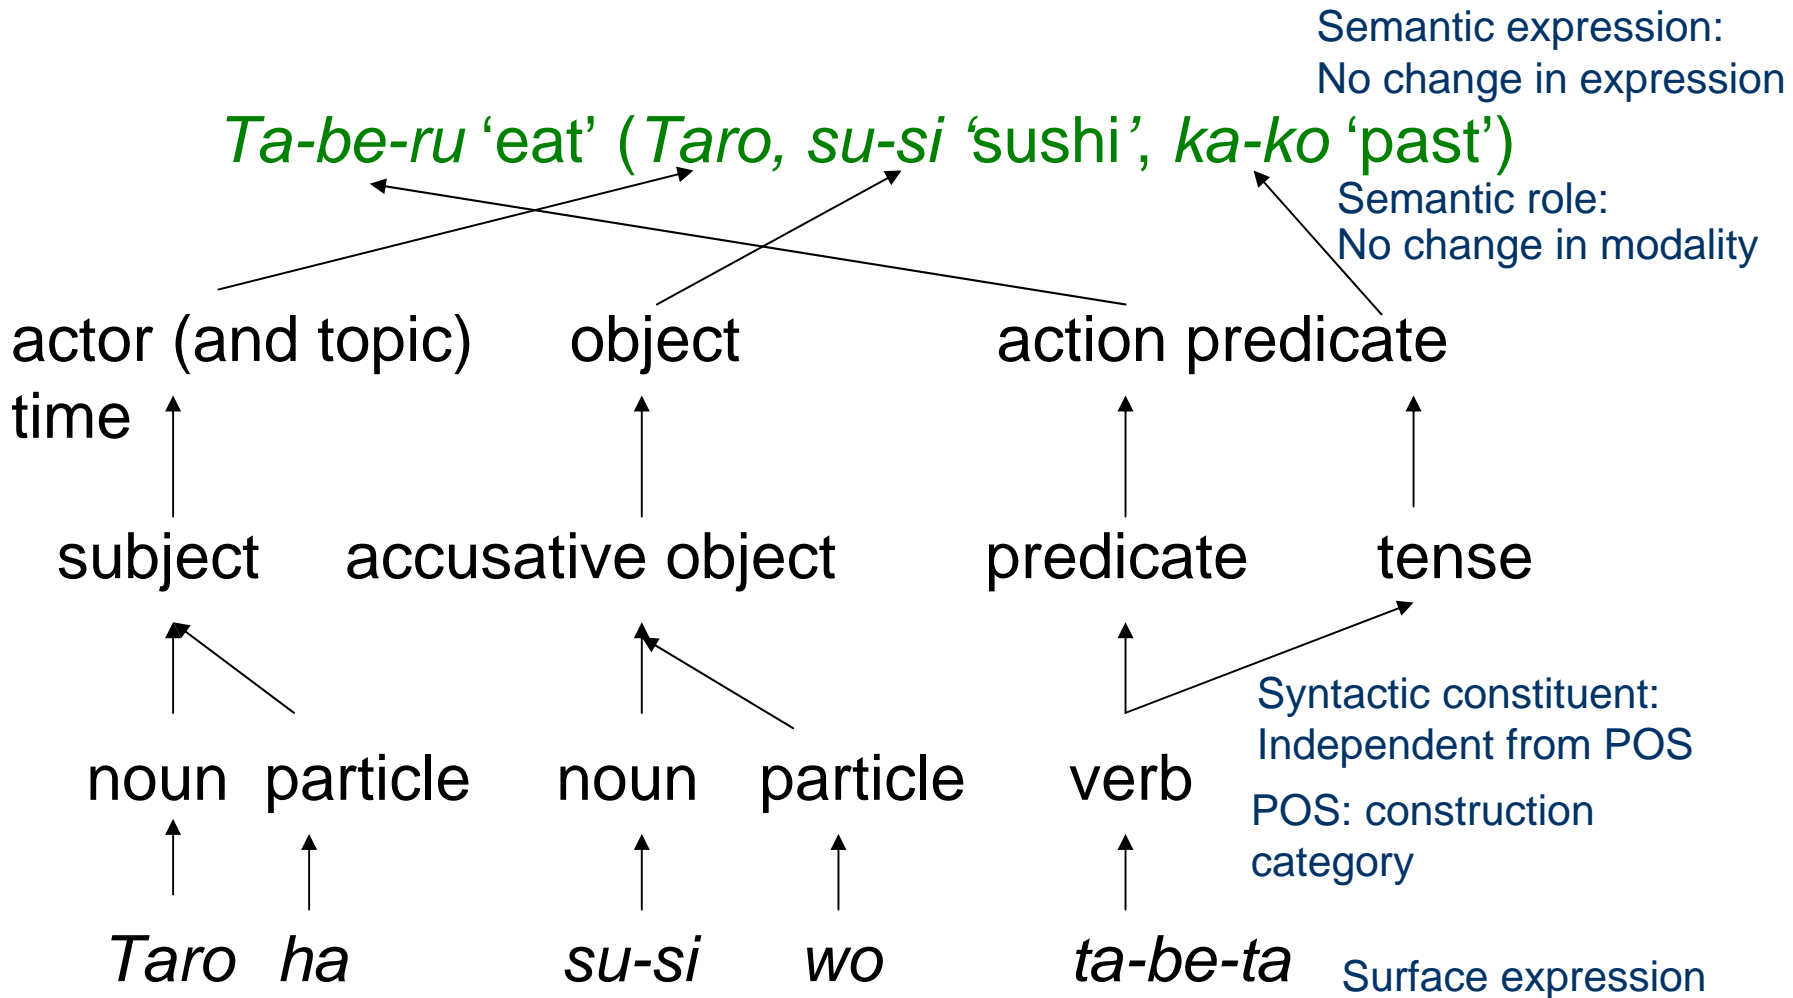 Semantic expression:
No change in expression
Ta-be-ru ‘eat’ (Taro, su-si ‘sushi’, ka-ko ‘past’)
Semantic role:
No change in modality
actor (and topic) object action predicate
time
subject accusative object predicate tense
Syntactic constituent:
Independent from POS
noun particle noun particle verb
POS: construction
category
Taro ha su-si wo ta-be-ta Surface expression